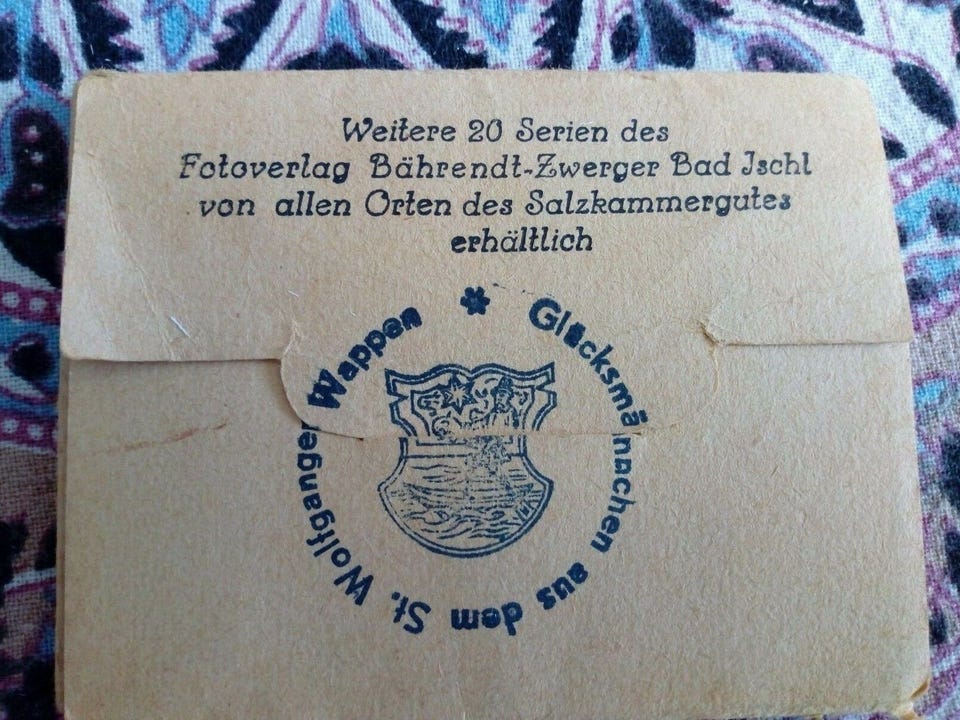 Weitere 20 Serien des
Fotoverlag Bährendt-Zwerger Bad Ischl
von allen Orten des Salzkammergutes
erhältlich
Glücksmännchen aus dem St. Wolfganger Wappen